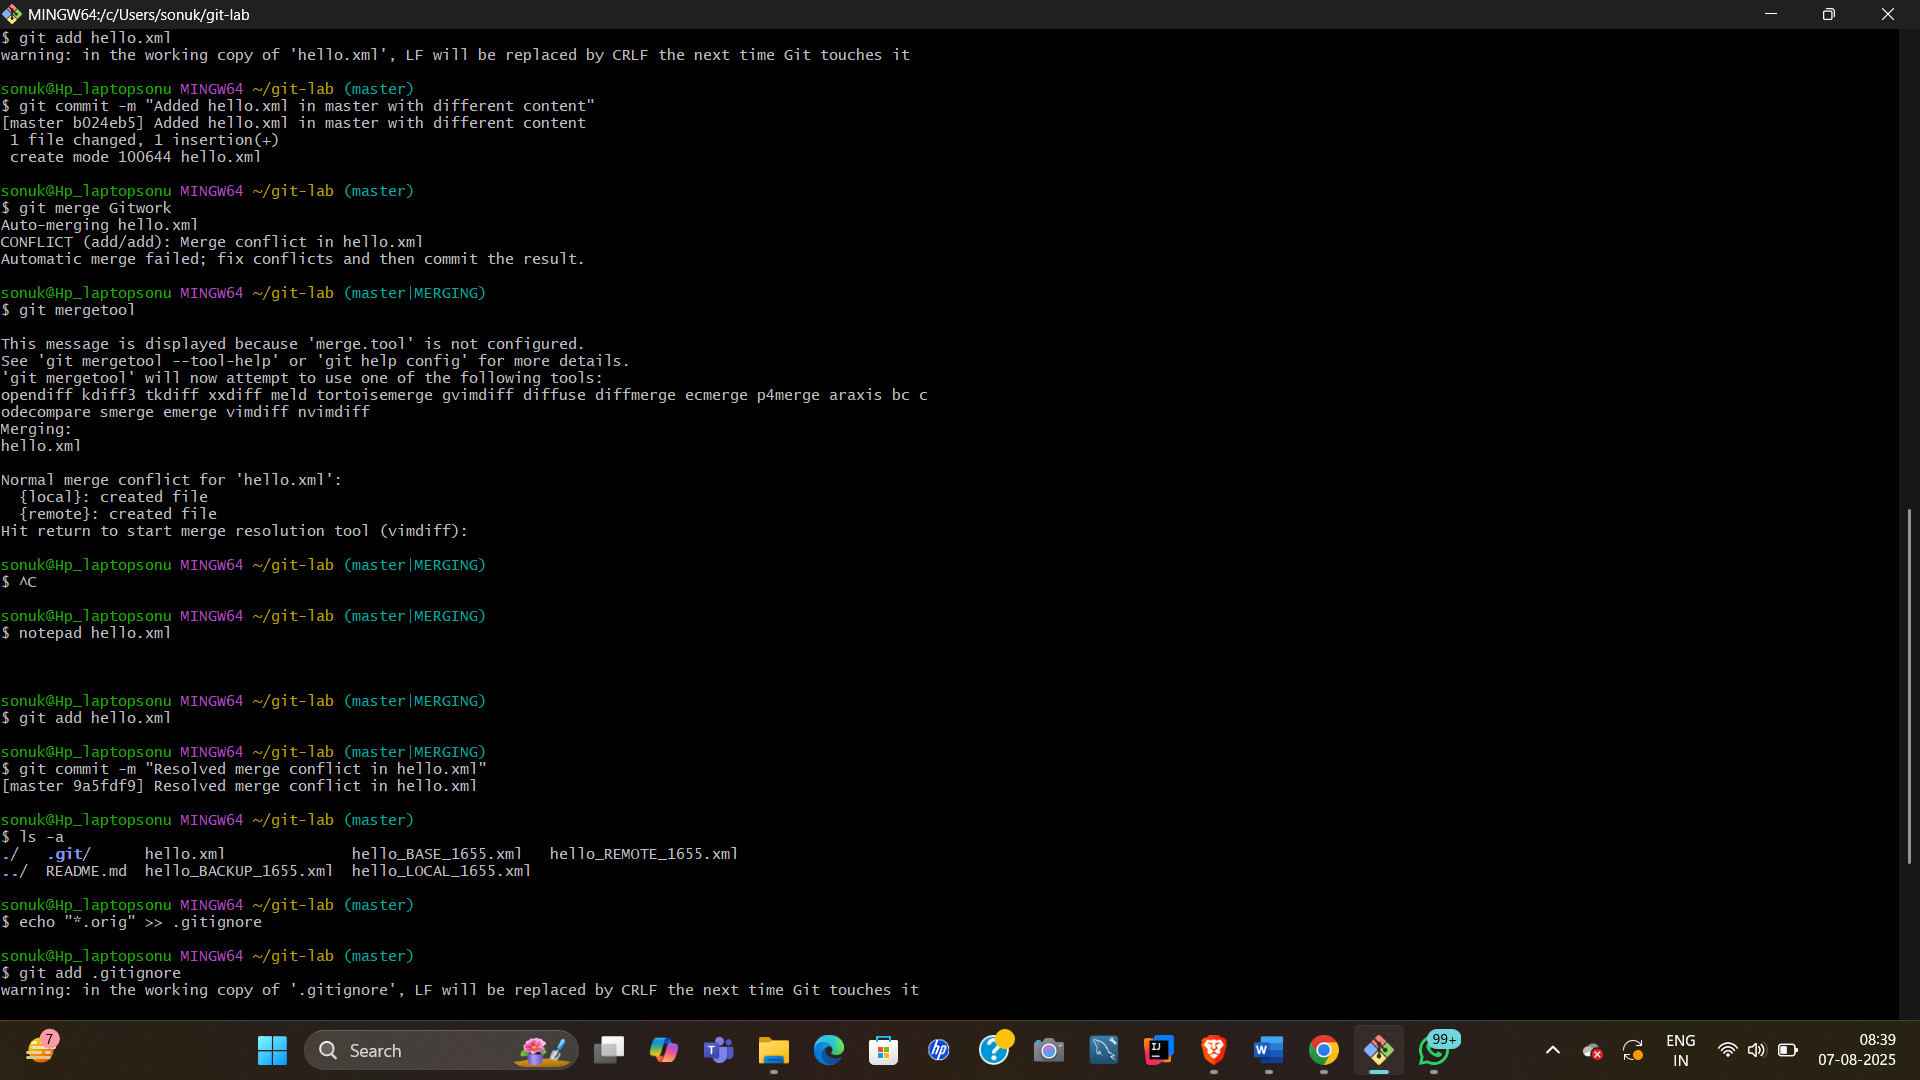 MINGW64:/c/Users/sonuk/git-lab
$ git add hello.xml
warning: in the working copy of 'hello.xml', LF will be replaced by CRLF the next time Git touches it
sonuk@Hp_laptopsonu MINGW64 ~/git-lab (master)
$ git commit -m "Added hello.xml in master with different content"
[master b024eb5] Added hello.xml in master with different content
1 file changed, 1 insertion(+)
create mode 100644 hello.xml
sonuk@Hp_laptopsonu MINGW64 ~/git-lab (master)
$ git merge Gitwork
Auto-merging hello.xml
CONFLICT (add/add): Merge conflict in hello.xml
Automatic merge failed; fix conflicts and then commit the result.
sonuk@Hp_laptopsonu MINGW64 ~/git-lab (master|MERGING)
$ git mergetool
This message is displayed because 'merge.tool' is not configured.
See 'git mergetool --tool-help' or 'git help config' for more details.
'git mergetool' will now attempt to use one of the following tools:
opendiff kdiff3 tkdiff xxdiff meld tortoisemerge gvimdiff diffuse diffmerge ecmerge p4merge araxis bc c
odecompare smerge emerge vimdiff nvimdiff
Merging:
hello.xml
Normal merge conflict for 'hello.xml':
{local}: created file
{remote}: created file
Hit return to start merge resolution tool (vimdiff):
sonuk@Hp_laptopsonu MINGW64 ~/git-lab (master|MERGING)
$ ^C
sonuk@Hp_laptopsonu MINGW64 ~/git-lab (master|MERGING)
$ notepad hello.xml
sonuk@Hp_laptopsonu MINGW64 ~/git-lab (master|MERGING)
$ git add hello.xml
sonuk@Hp_laptopsonu MINGW64 ~/git-lab (master|MERGING)
$ git commit -m "Resolved merge conflict in hello.xml"
[master 9a5fdf9] Resolved merge conflict in hello.xml
sonuk@Hp_laptopsonu MINGW64 ~/git-lab (master)
$ ls -a
./ .git/ hello.xml hello_BASE_1655.xml hello_REMOTE_1655.xml
../ README.md hello_BACKUP_1655.xml hello_LOCAL_1655.xml
sonuk@Hp_laptopsonu MINGW64 ~/git-lab (master)
$ echo "*.orig" >> .gitignore
sonuk@Hp_laptopsonu MINGW64 ~/git-lab (master)
$ git add .gitignore
warning: in the working copy of '.gitignore', LF will be replaced by CRLF the next time Git touches it
7
Search
99+
ENG
IN
08:39
07-08-2025